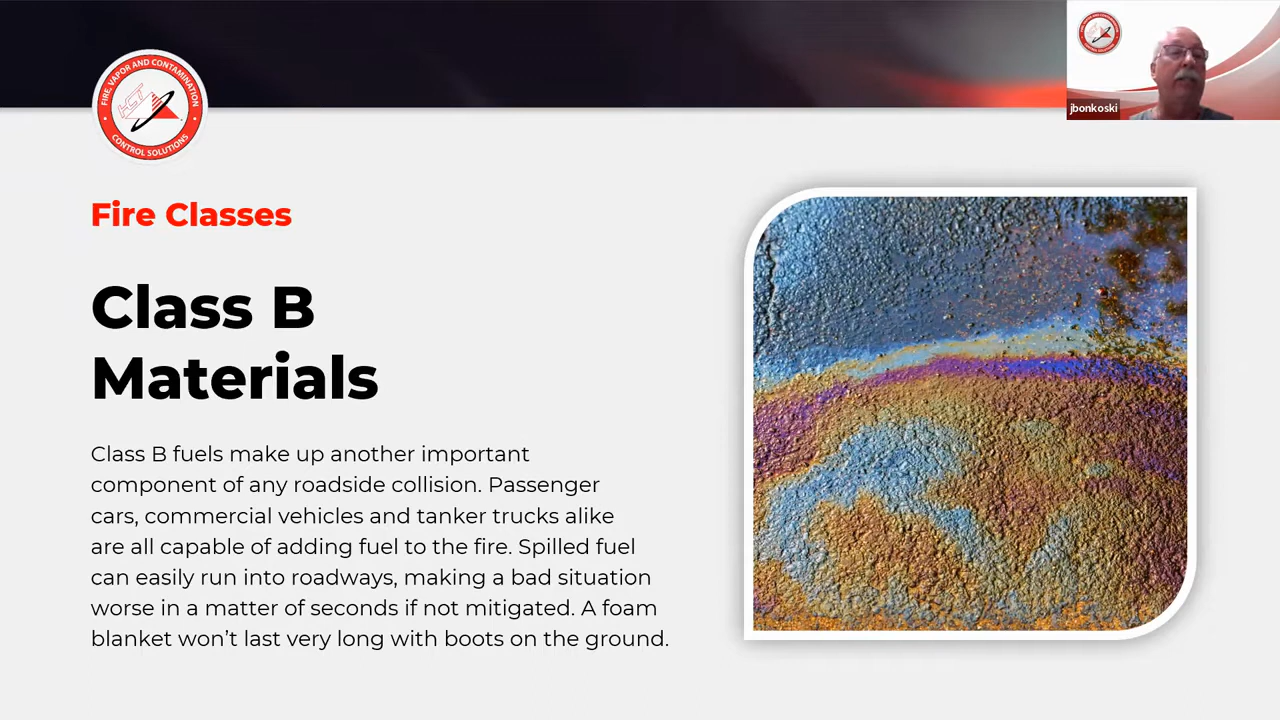 FIRE, VAPOR AND CONTAMINATION
HCT
CONTROL SOLUTIONS
jbonkoski
Fire Classes
Class B
Materials
Class B fuels make up another important
component of any roadside collision. Passenger
cars, commercial vehicles and tanker trucks alike
are all capable of adding fuel to the fire. Spilled fuel
can easily run into roadways, making a bad situation
worse in a matter of seconds if not mitigated. A foam
blanket won’t last very long with boots on the ground.